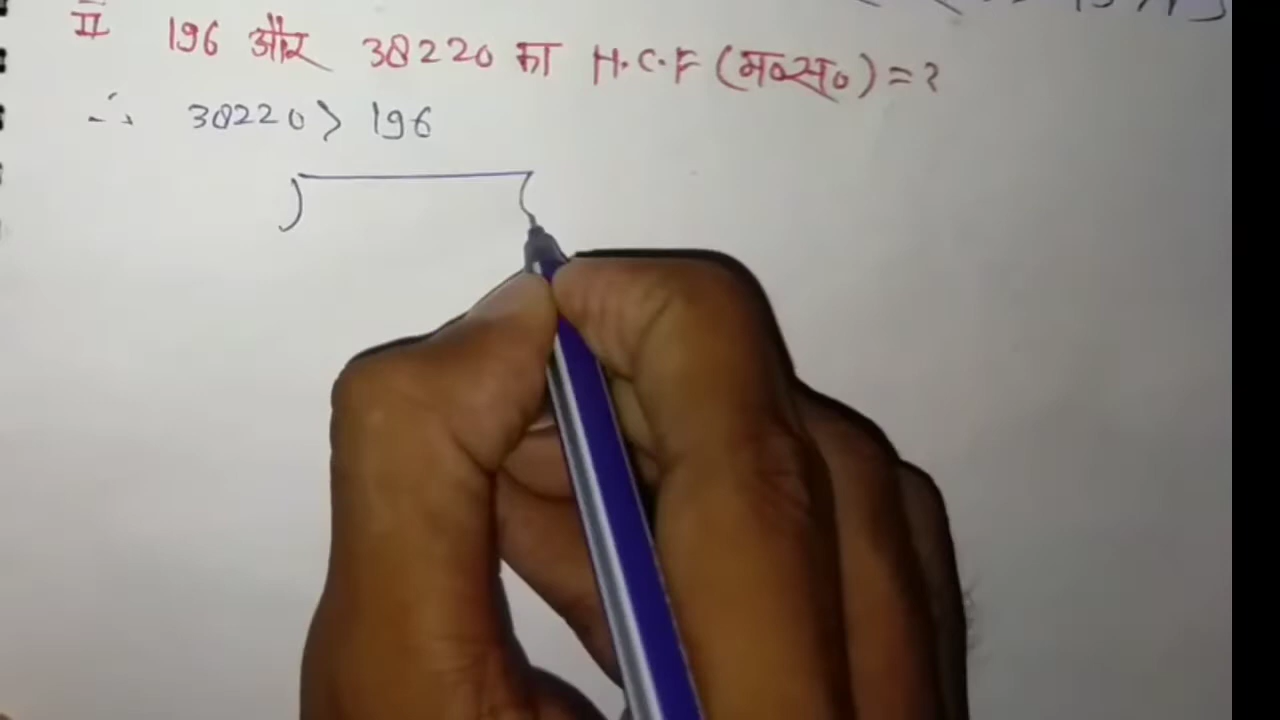 II 196 और 38220 का H.C.F (म०स०) = ?
∴ 38220 > 196